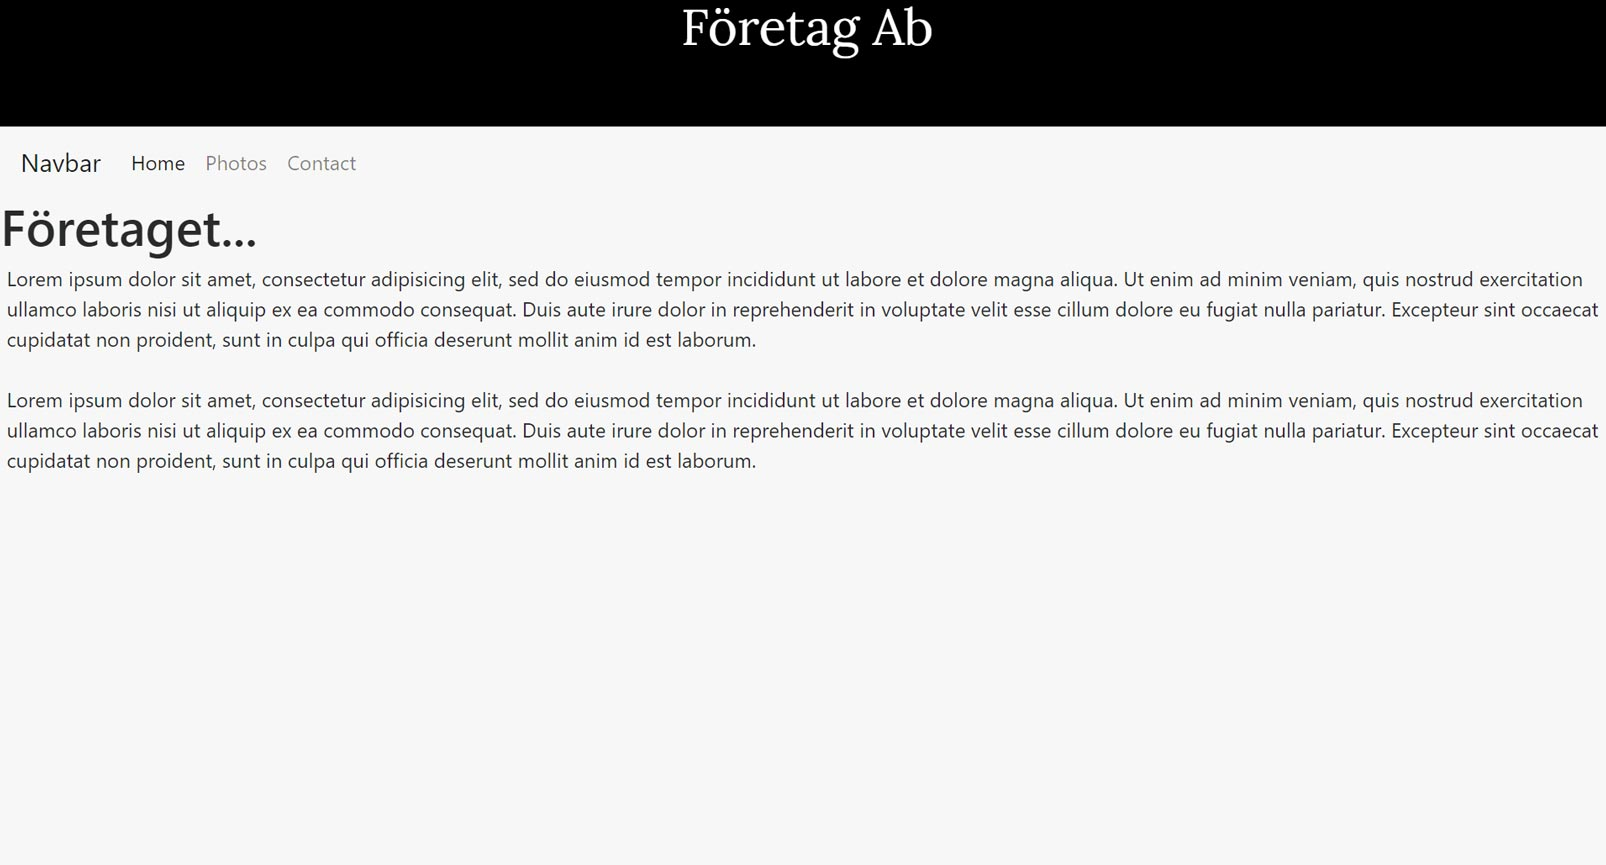 Företag Ab
Navbar Home Photos Contact
Företaget...
Lorem ipsum dolor sit amet, consectetur adipisicing elit, sed do eiusmod tempor incididunt ut labore et dolore magna aliqua. Ut enim ad minim veniam, quis nostrud exercitation
ullamco laboris nisi ut aliquip ex ea commodo consequat. Duis aute irure dolor in reprehenderit in voluptate velit esse cillum dolore eu fugiat nulla pariatur. Excepteur sint occaecat
cupidatat non proident, sunt in culpa qui officia deserunt mollit anim id est laborum.
Lorem ipsum dolor sit amet, consectetur adipisicing elit, sed do eiusmod tempor incididunt ut labore et dolore magna aliqua. Ut enim ad minim veniam, quis nostrud exercitation
ullamco laboris nisi ut aliquip ex ea commodo consequat. Duis aute irure dolor in reprehenderit in voluptate velit esse cillum dolore eu fugiat nulla pariatur. Excepteur sint occaecat
cupidatat non proident, sunt in culpa qui officia deserunt mollit anim id est laborum.